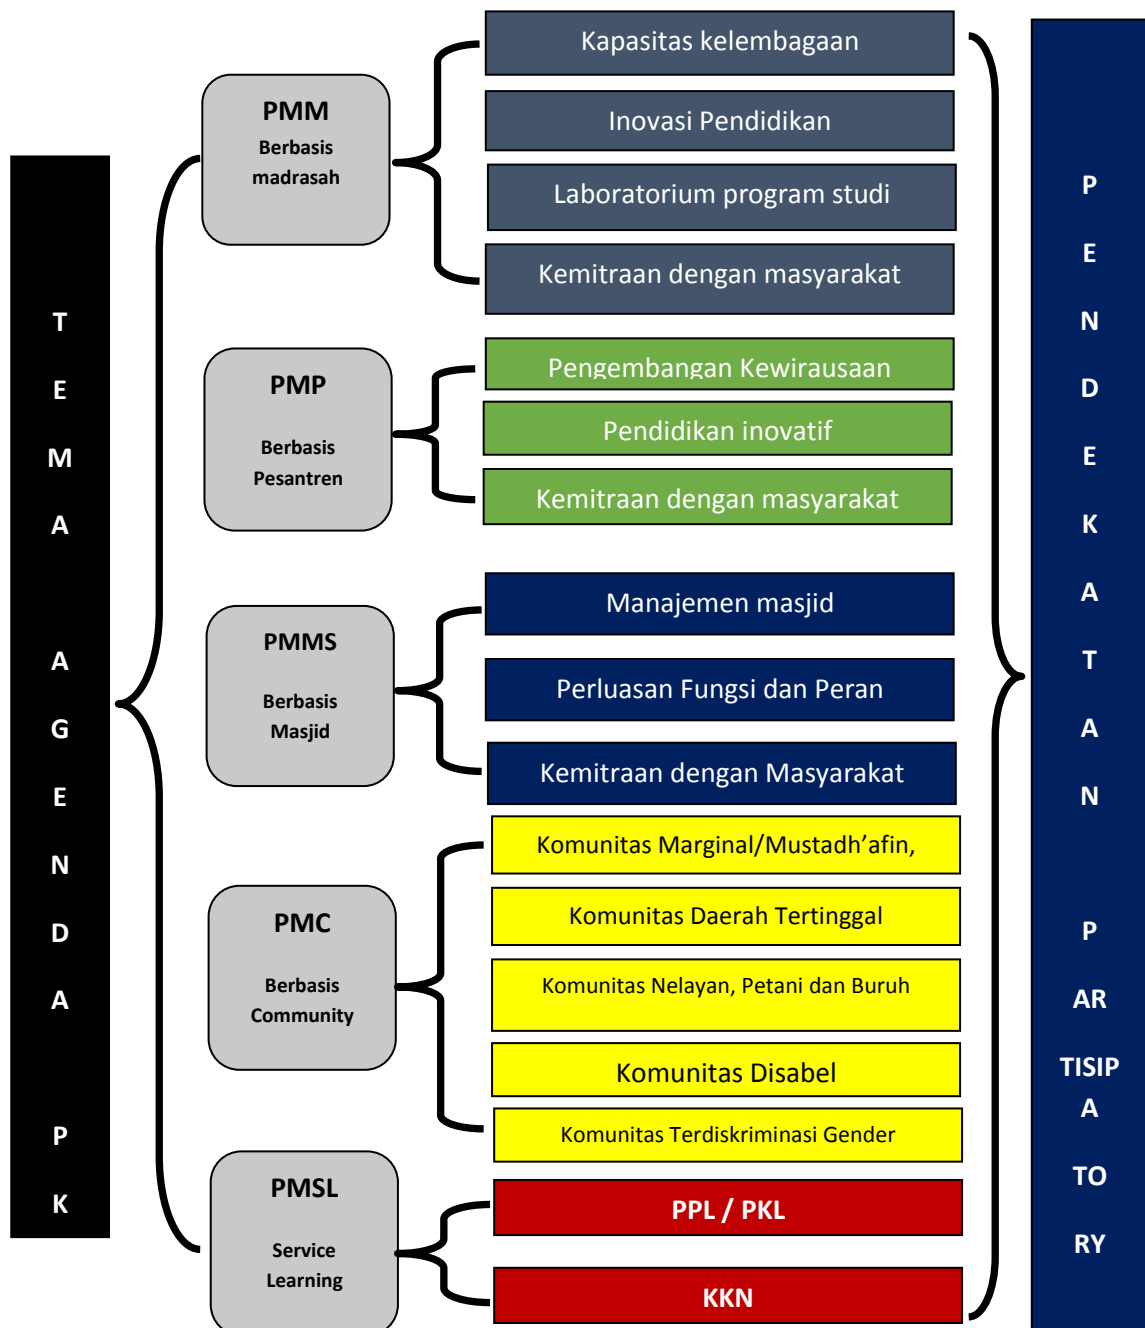 T
E
M
A
A
G
E
N
D
A
P
K
PMM
Berbasis
madrasah
Kapasitas kelembagaan
Inovasi Pendidikan
Laboratorium program studi
Kemitraan dengan masyarakat
PMP
Berbasis
Pesantren
Pengembangan Kewirausaan
Pendidikan inovatif
Kemitraan dengan masyarakat
PMMS
Berbasis
Masjid
Manajemen masjid
Perluasan Fungsi dan Peran
Kemitraan dengan Masyarakat
PMC
Berbasis
Community
Komunitas Marginal/Mustadh’afin,
Komunitas Daerah Tertinggal
Komunitas Nelayan, Petani dan Buruh
Komunitas Disabel
Komunitas Terdiskriminasi Gender
PMSL
Service
Learning
PPL / PKL
KKN
P
E
N
D
E
K
A
T
A
N
P
AR
TISIP
A
TO
RY